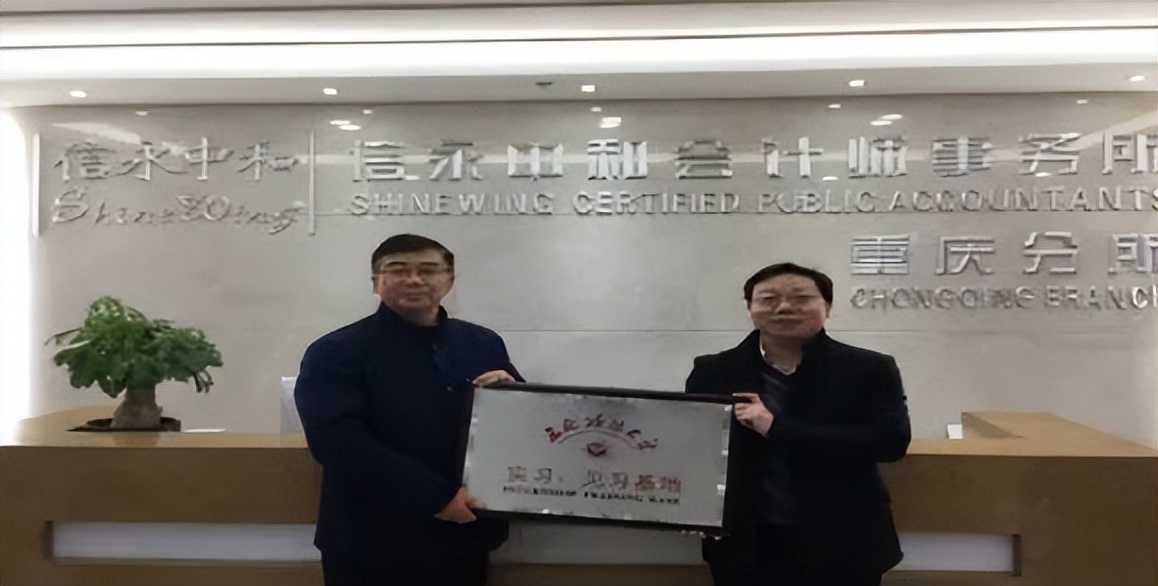 信永中和
ShineWing
信永中和会计师事务所
SHINEWING CERTIFIED PUBLIC ACCOUNTANTS
重庆分所
CHONGQING BRANCH
实习、见习基地